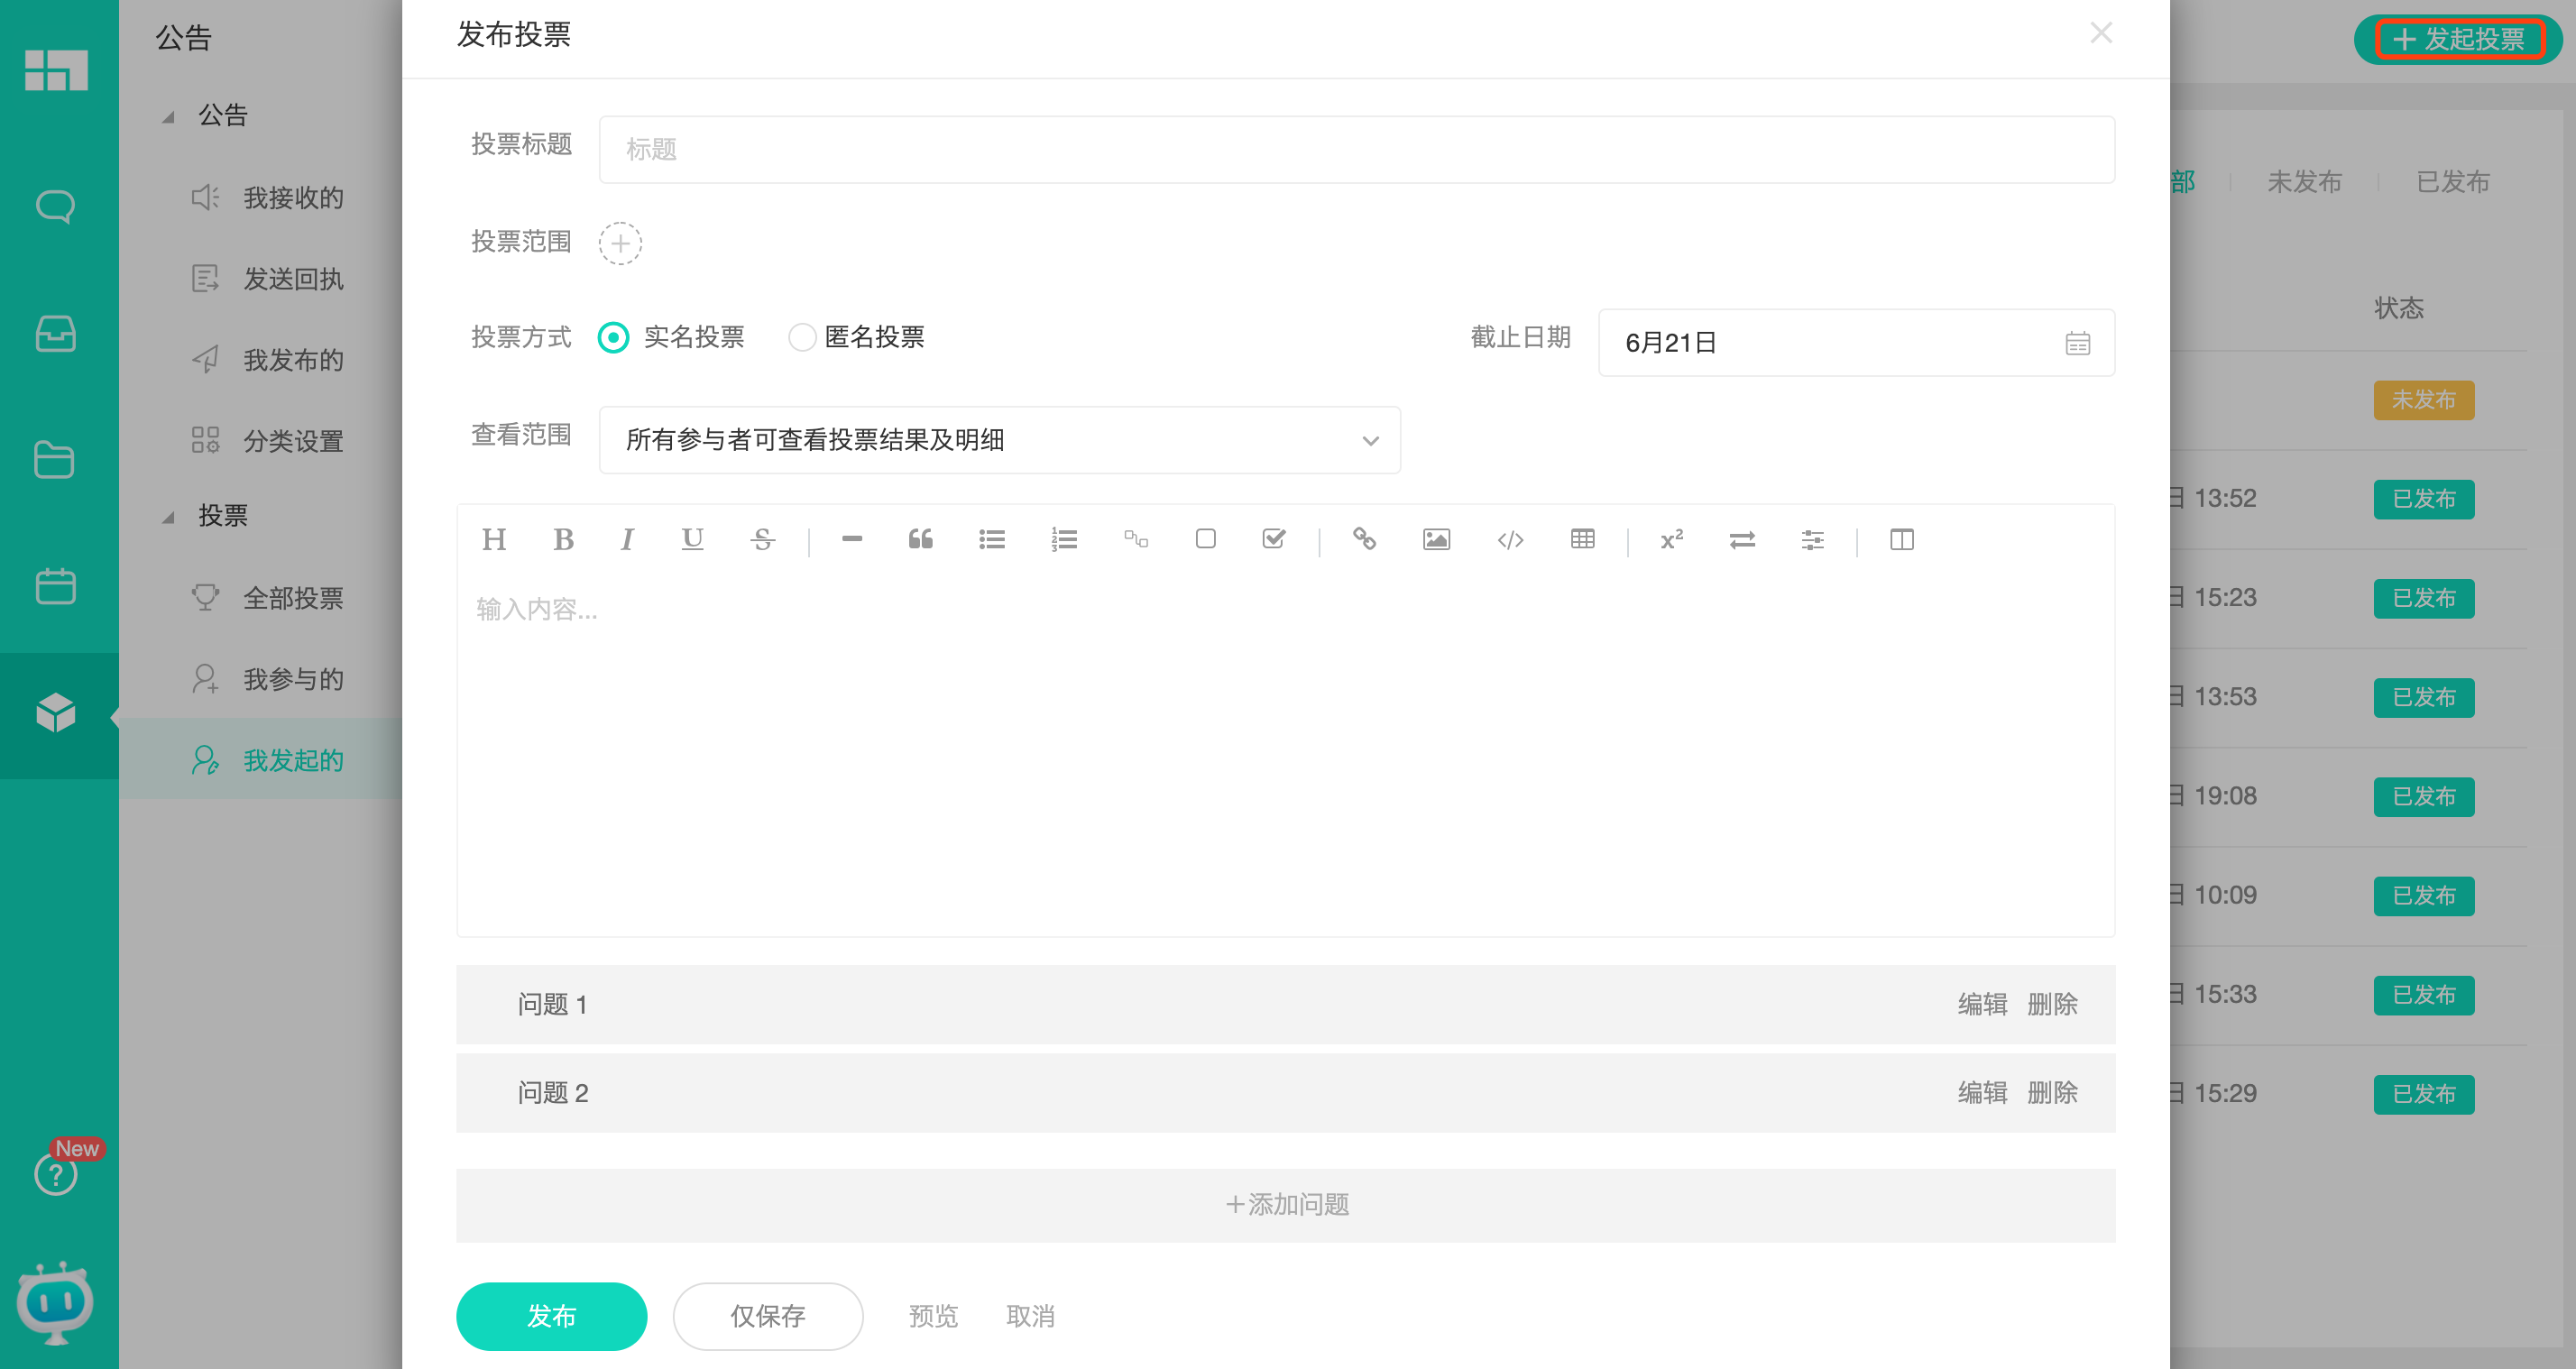 公告
公告
我接收的
发送回执
我发布的
分类设置
投票
全部投票
我参与的
我发起的
New
?
发布投票
投票标题 标题
投票范围
投票方式 实名投票 匿名投票 截止日期 6月21日
查看范围 所有参与者可查看投票结果及明细
H B I U S x²
输入内容...
问题 1 编辑 删除
问题 2 编辑 删除
+添加问题
发布 仅保存 预览 取消
+ 发起投票
部 未发布 已发布
状态
未发布
日 13:52 已发布
日 15:23 已发布
日 13:53 已发布
日 19:08 已发布
日 10:09 已发布
日 15:33 已发布
日 15:29 已发布